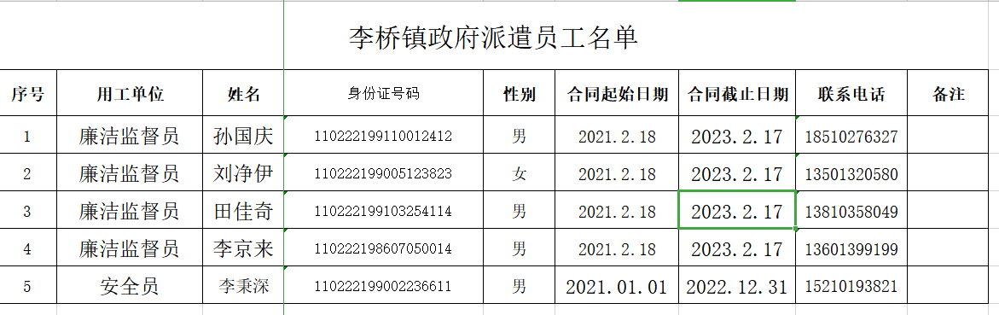 李桥镇政府派遣员工名单
序号 用工单位 姓名 身份证号码 性别 合同起始日期 合同截止日期 联系电话 备注
1 廉洁监督员 孙国庆 110222199110012412 男 2021.2.18 2023.2.17 18510276327
2 廉洁监督员 刘净伊 110222199005123823 女 2021.2.18 2023.2.17 13501320580
3 廉洁监督员 田佳奇 110222199103254114 男 2021.2.18 2023.2.17 13810358049
4 廉洁监督员 李京来 110222198607050014 男 2021.2.18 2023.2.17 13601399199
5 安全员 李秉深 110222199002236611 男 2021.01.01 2022.12.31 15210193821